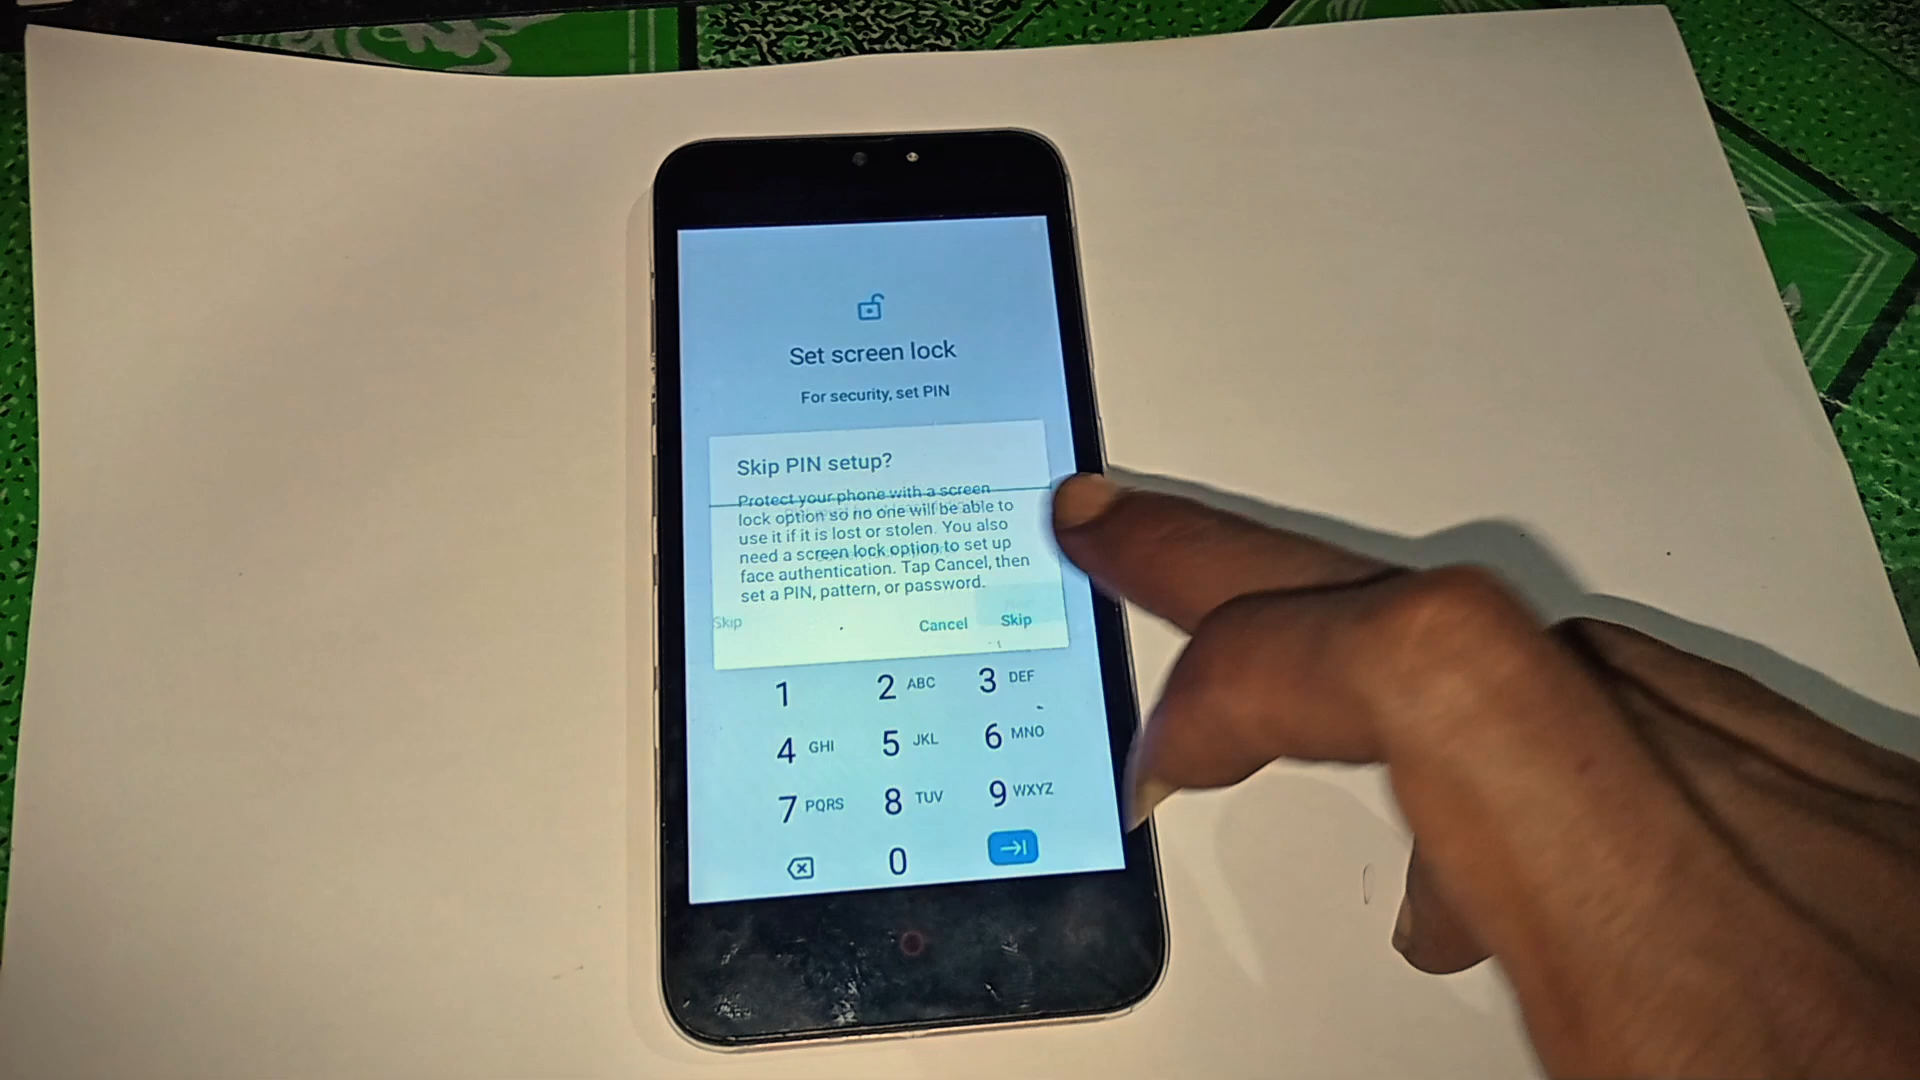 Set screen lock
For security, set PIN
Skip PIN setup?
Protect your phone with a screen
lock option so no one will be able to
use it if it is lost or stolen. You also
need a screen lock option to set up
face authentication. Tap Cancel, then
set a PIN, pattern, or password.
Skip
Cancel Skip
1 2 ABC 3 DEF
4 GHI 5 JKL 6 MNO
7 PQRS 8 TUV 9 WXYZ
0